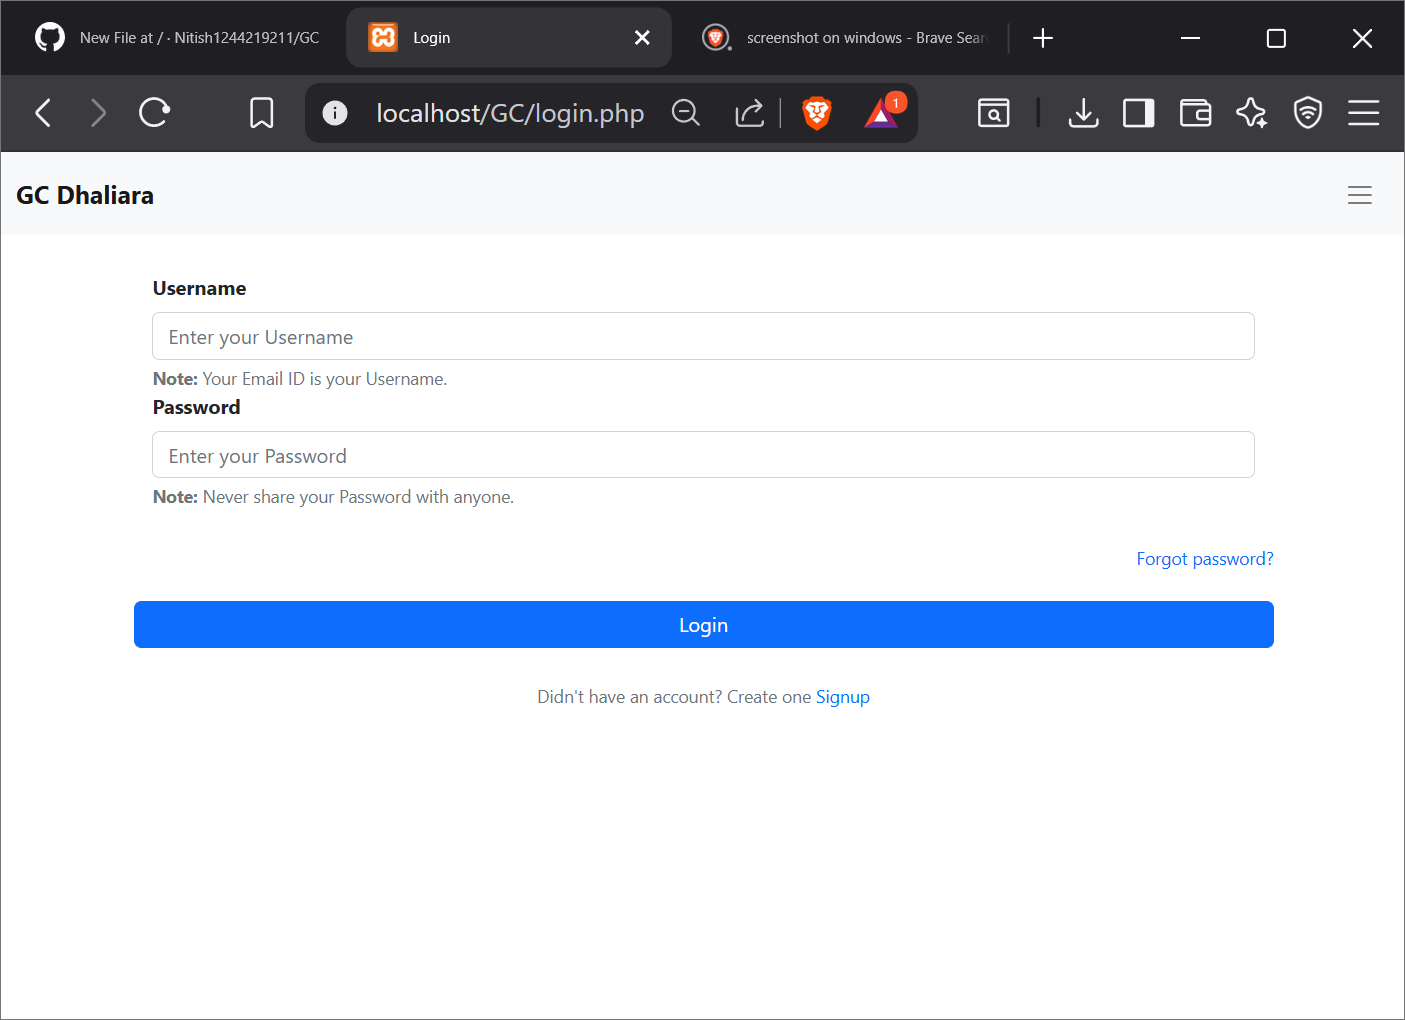 New File at / · Nitish1244219211/GC
Login
screenshot on windows - Brave Sear
localhost/GC/login.php
1
GC Dhaliara
Username
Enter your Username
Note: Your Email ID is your Username.
Password
Enter your Password
Note: Never share your Password with anyone.
Forgot password?
Login
Didn't have an account? Create one Signup